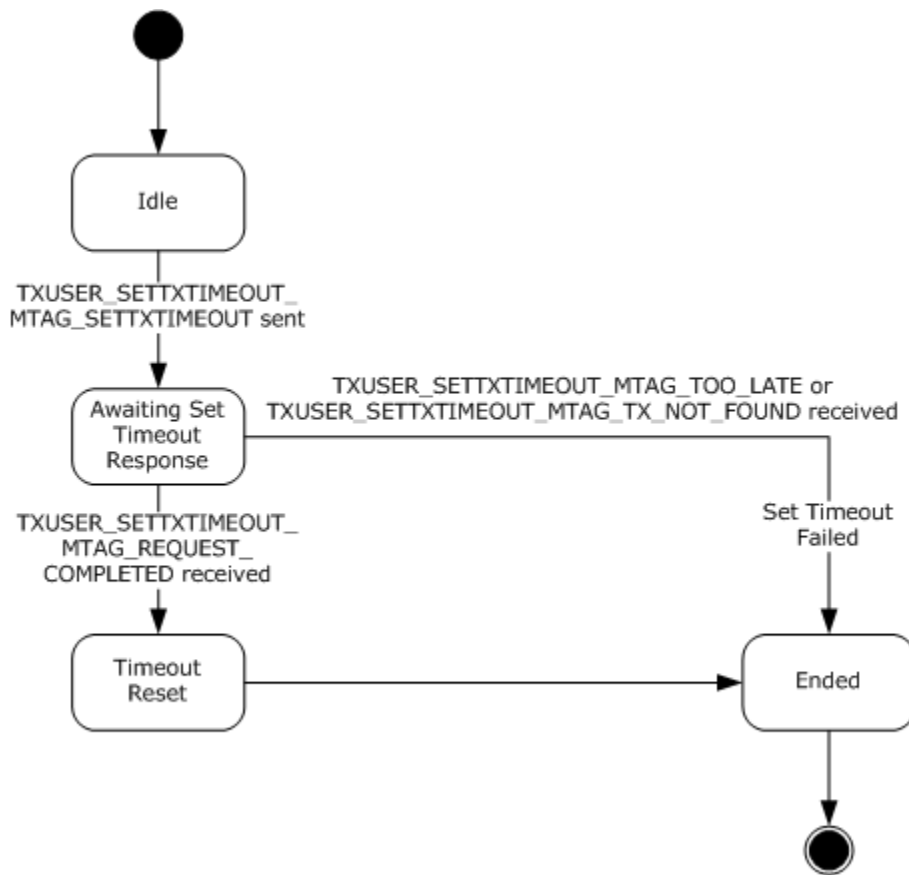 Idle
TXUSER_SETTXTIMEOUT_
MTAG_SETTXTIMEOUT sent
TXUSER_SETTXTIMEOUT_MTAG_TOO_LATE or
TXUSER_SETTXTIMEOUT_MTAG_TX_NOT_FOUND received
Awaiting Set
Timeout
Response
TXUSER_SETTXTIMEOUT_
MTAG_REQUEST_
COMPLETED received
Set Timeout
Failed
Timeout
Reset
Ended